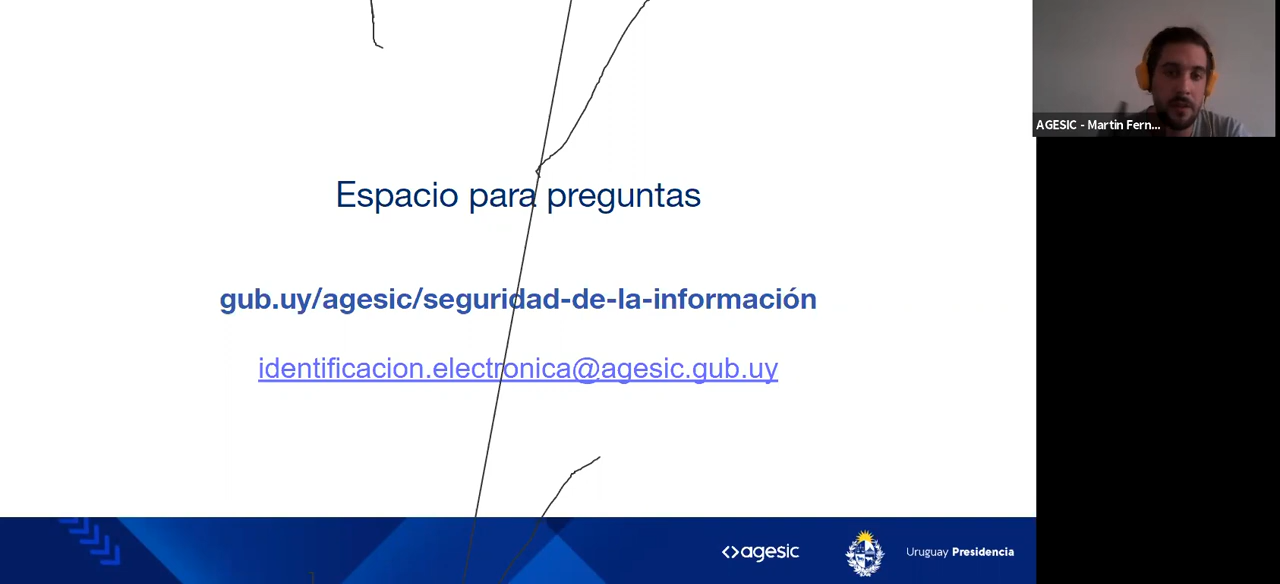 AGESIC - Martin Fern...
Espacio para preguntas
gub.uy/agesic/seguridad-de-la-información
identificacion.electronica@agesic.gub.uy
<>agesic
Uruguay Presidencia